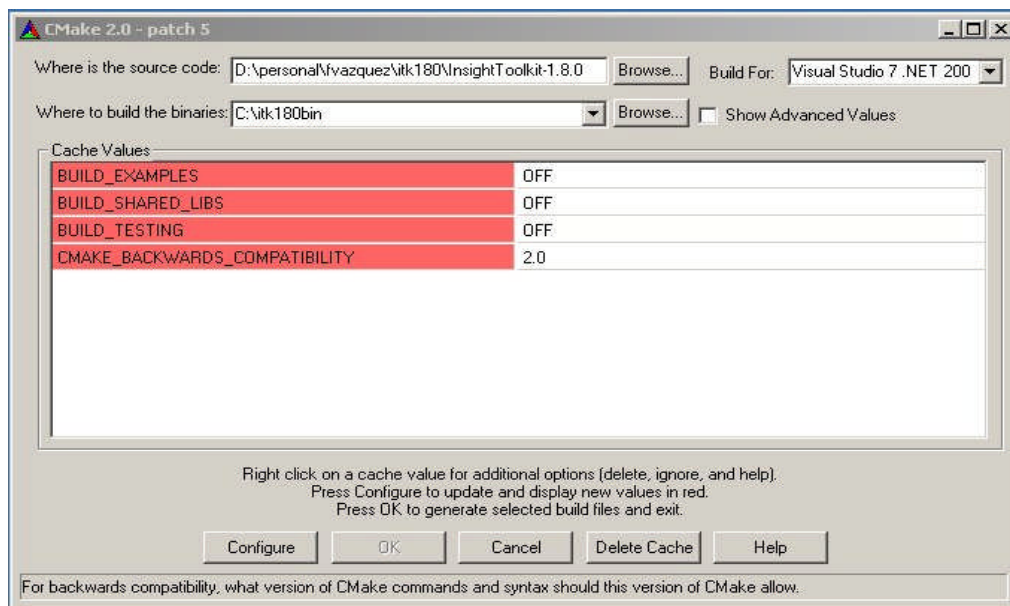 CMake 2.0 - patch 5
Where is the source code: D:\personal\fvazquez\itk180\InsightToolkit-1.8.0 Browse... Build For: Visual Studio 7 .NET 200
Where to build the binaries: C:\itk180bin Browse... Show Advanced Values
Cache Values
BUILD_EXAMPLES OFF
BUILD_SHARED_LIBS OFF
BUILD_TESTING OFF
CMAKE_BACKWARDS_COMPATIBILITY 2.0
Right click on a cache value for additional options (delete, ignore, and help).
Press Configure to update and display new values in red.
Press OK to generate selected build files and exit.
Configure OK Cancel Delete Cache Help
For backwards compatibility, what version of CMake commands and syntax should this version of CMake allow.